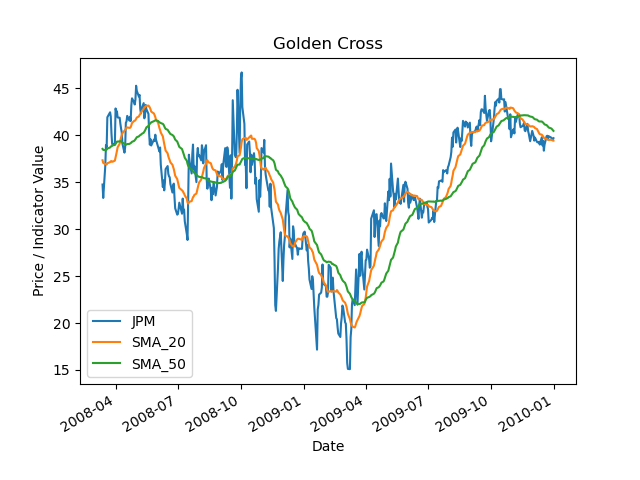 Golden Cross
Price / Indicator Value
45
40
35
30
25
20
15
JPM
SMA_20
SMA_50
2008-04
2008-07
2008-10
2009-01
2009-04
2009-07
2009-10
2010-01
Date